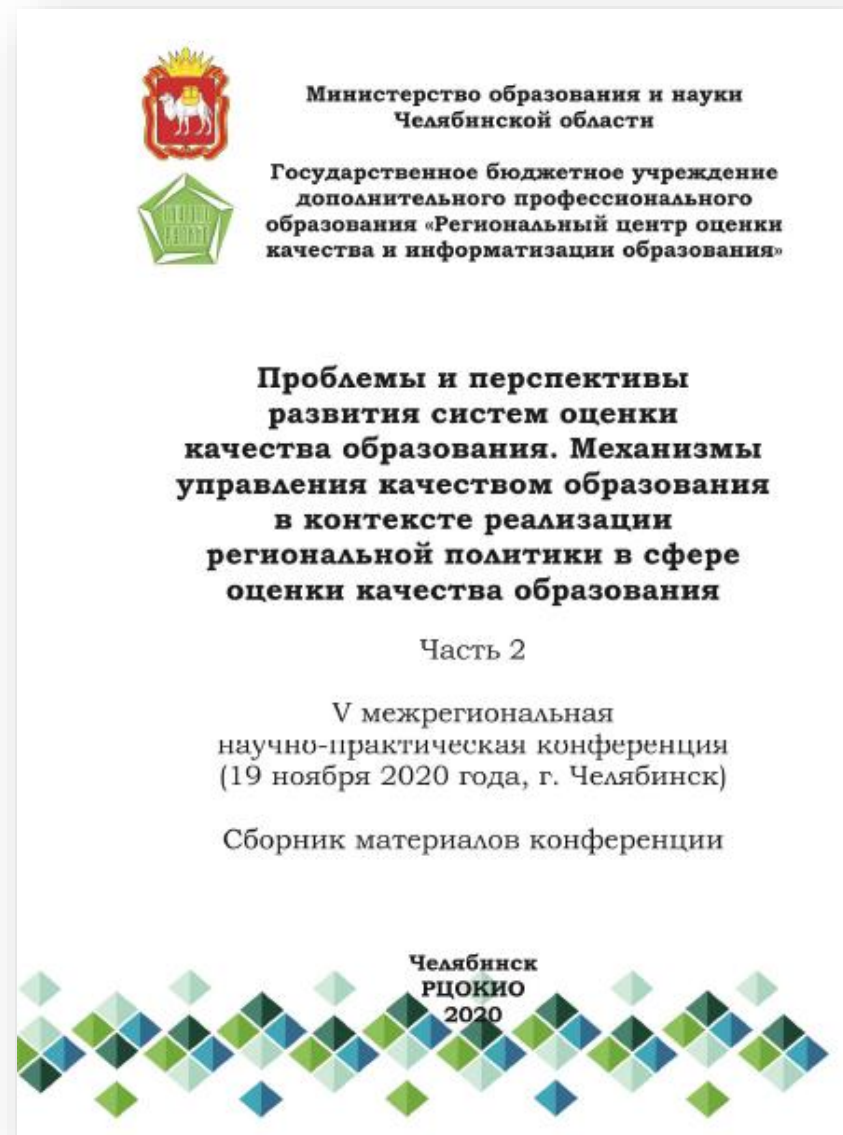 Министерство образования и науки
Челябинской области
Государственное бюджетное учреждение
дополнительного профессионального
образования «Региональный центр оценки
качества и информатизации образования»
Проблемы и перспективы
развития систем оценки
качества образования. Механизмы
управления качеством образования
в контексте реализации
региональной политики в сфере
оценки качества образования
Часть 2
V межрегиональная
научно-практическая конференция
(19 ноября 2020 года, г. Челябинск)
Сборник материалов конференции
Челябинск
РЦОКИО
2020